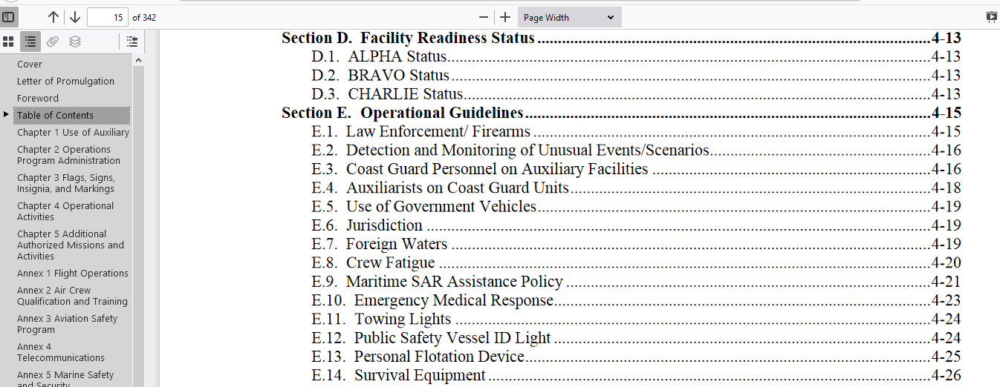 15 of 342
Page Width
Cover
Letter of Promulgation
Foreword
Table of Contents
Chapter 1 Use of Auxiliary
Chapter 2 Operations
Program Administration
Chapter 3 Flags, Signs,
Insignia, and Markings
Chapter 4 Operational
Activities
Chapter 5 Additional
Authorized Missions and
Activities
Annex 1 Flight Operations
Annex 2 Air Crew
Qualification and Training
Annex 3 Aviation Safety
Program
Annex 4
Telecommunications
Annex 5 Marine Safety
and Security
Section D. Facility Readiness Status ........ 4-13
D.1. ALPHA Status ........ 4-13
D.2. BRAVO Status ........ 4-13
D.3. CHARLIE Status ........ 4-13
Section E. Operational Guidelines ........ 4-15
E.1. Law Enforcement/ Firearms ........ 4-15
E.2. Detection and Monitoring of Unusual Events/Scenarios ........ 4-16
E.3. Coast Guard Personnel on Auxiliary Facilities ........ 4-16
E.4. Auxiliarists on Coast Guard Units ........ 4-18
E.5. Use of Government Vehicles ........ 4-19
E.6. Jurisdiction ........ 4-19
E.7. Foreign Waters ........ 4-19
E.8. Crew Fatigue ........ 4-20
E.9. Maritime SAR Assistance Policy ........ 4-21
E.10. Emergency Medical Response ........ 4-23
E.11. Towing Lights ........ 4-24
E.12. Public Safety Vessel ID Light ........ 4-24
E.13. Personal Flotation Device ........ 4-25
E.14. Survival Equipment ........ 4-26